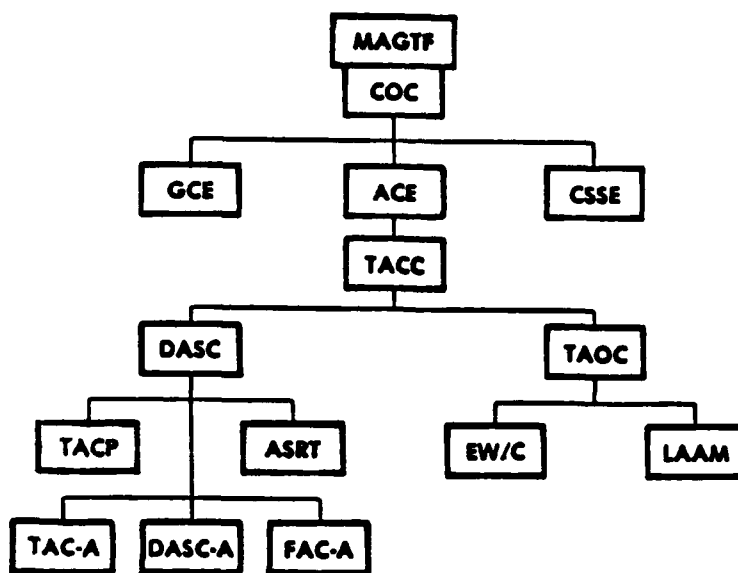 MAGTF
COC
GCE ACE CSSE
TACC
DASC TAOC
TACP ASRT EW/C LAAM
TAC-A DASC-A FAC-A